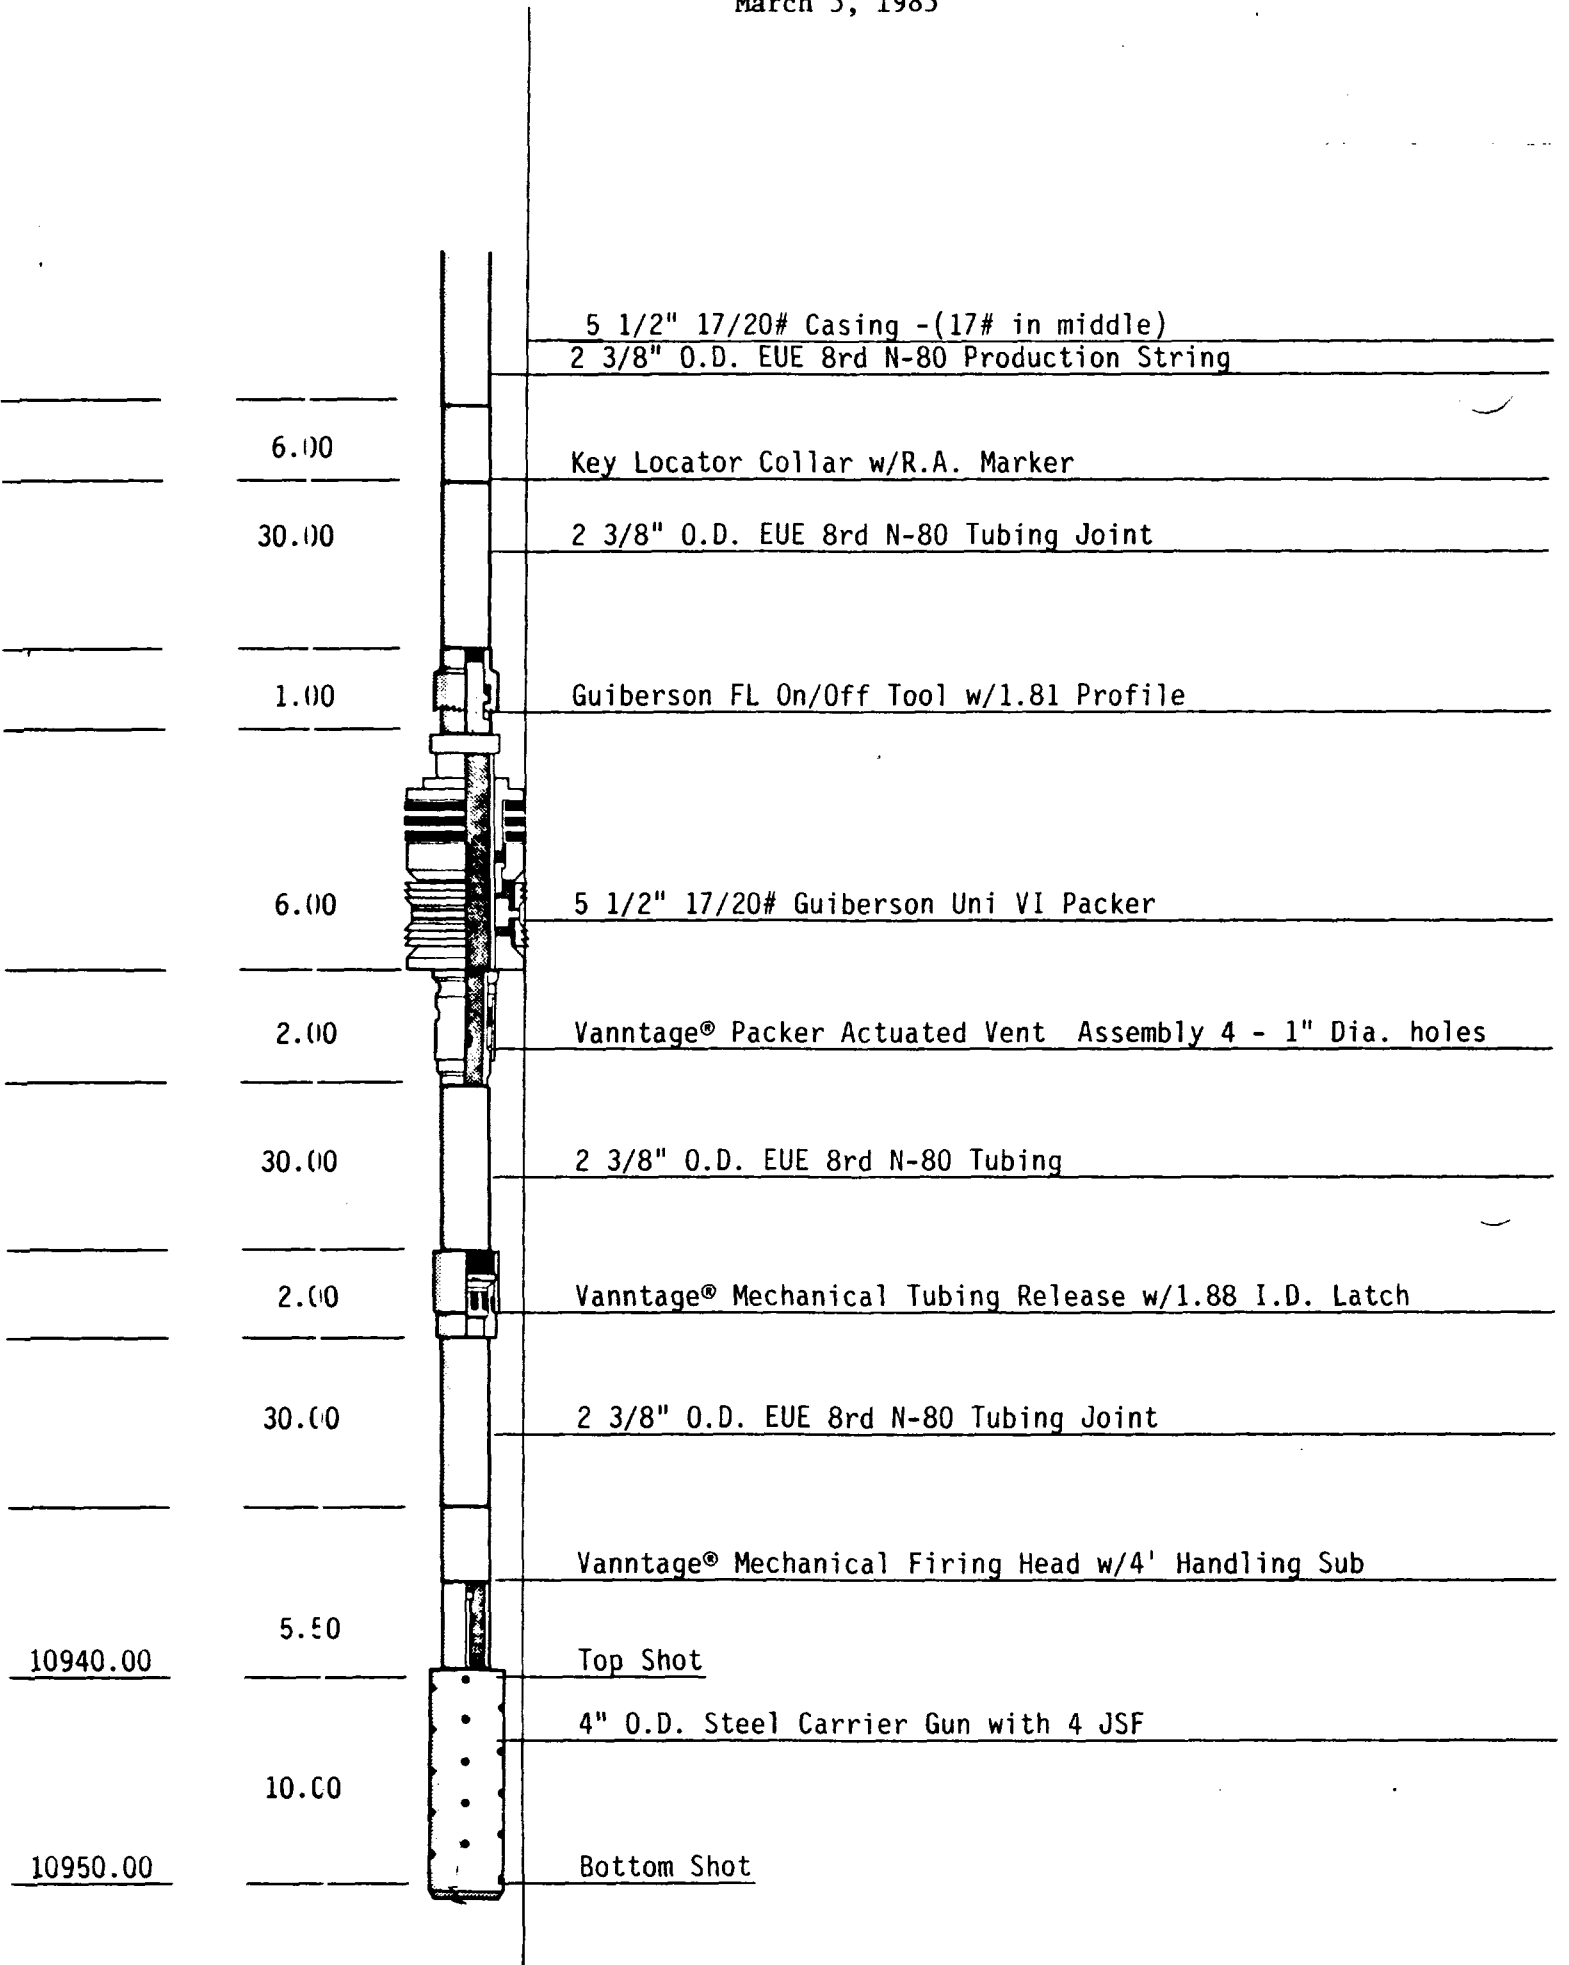 March 5, 1985
5 1/2" 17/20# Casing -(17# in middle)
2 3/8" O.D. EUE 8rd N-80 Production String
6.00
Key Locator Collar w/R.A. Marker
30.00 2 3/8" O.D. EUE 8rd N-80 Tubing Joint
1.00 Guiberson FL On/Off Tool w/1.81 Profile
6.00 5 1/2" 17/20# Guiberson Uni VI Packer
2.00 Vanntage® Packer Actuated Vent Assembly 4 - 1" Dia. holes
30.00 2 3/8" O.D. EUE 8rd N-80 Tubing
2.00 Vanntage® Mechanical Tubing Release w/1.88 I.D. Latch
30.00 2 3/8" O.D. EUE 8rd N-80 Tubing Joint
Vanntage® Mechanical Firing Head w/4' Handling Sub
5.50
10940.00 Top Shot
4" O.D. Steel Carrier Gun with 4 JSF
10.00
10950.00 Bottom Shot